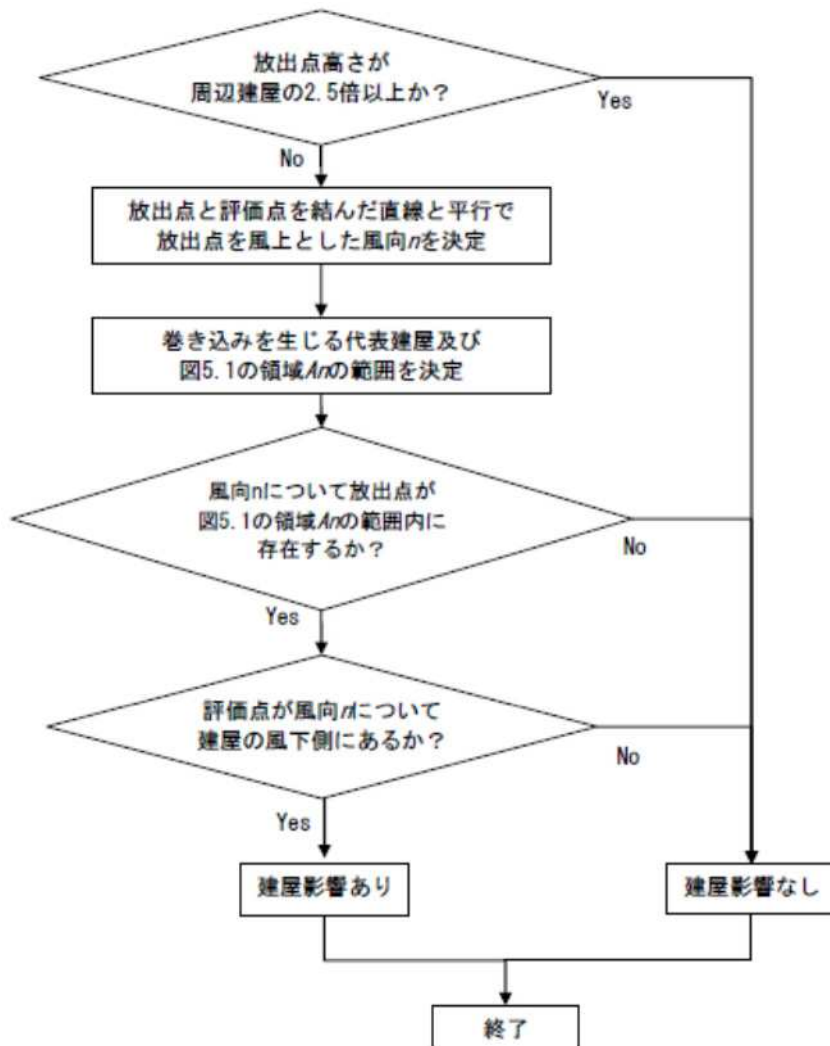 放出点高さが
周辺建屋の2.5倍以上か？
Yes
No
放出点と評価点を結んだ直線と平行で
放出点を風上とした風向nを決定
巻き込みを生じる代表建屋及び
図5.1の領域Anの範囲を決定
風向nについて放出点が
図5.1の領域Anの範囲内に
存在するか？
No
Yes
評価点が風向nについて
建屋の風下側にあるか？
No
Yes
建屋影響あり
建屋影響なし
終了